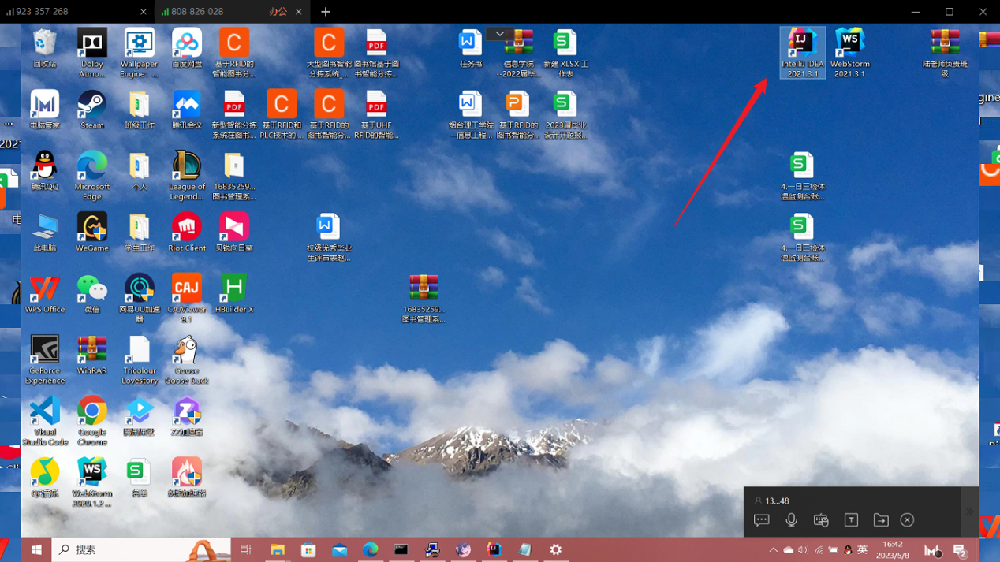 923 357 268
808 826 028
办公
回收站
Dolby
Atmo...
Wallpaper
Engine：...
百度网盘
基于RFID的
智能图书分...
大型图书智能
分拣系统_...
图书馆基于图
书智能分拣...
任务书
信息学院
--2022届毕...
新建 XLSX 工
作表
IntelliJ IDEA
2021.3.1
WebStorm
2021.3.1
陆老师负责班
级
电脑管家
Steam
班级工作
腾讯会议
新型智能分拣
系统在图书...
基于RFID和
PLC技术的...
基于RFID的
图书智能分...
基于UHF
RFID的智能...
烟台理工学院
--信息工程...
基于RFID的
图书智能分...
2023届毕业
设计开题报...
腾讯QQ
Microsoft
Edge
个人
League of
Legend...
16835259...
图书管理系...
4.一日三检体
温监测台账...
此电脑
WeGame
学生工作
Riot Client
贝锐向日葵
校级优秀毕业
生评审表赵...
4.一日三检体
温监测台账...
WPS Office
微信
网易UU加速
器
CAJViewer
8.1
HBuilder X
16835259...
图书管理系...
GeForce
Experience
WinRAR
Tricolour
Lovestory
Goose
Goose Duck
Visual
Studio Code
Google
Chrome
腾讯课堂
ZZ加速器
QQ音乐
WebStorm
2020.1.2 ...
名单
13...48
搜索
英
16:42
2023/5/8
2